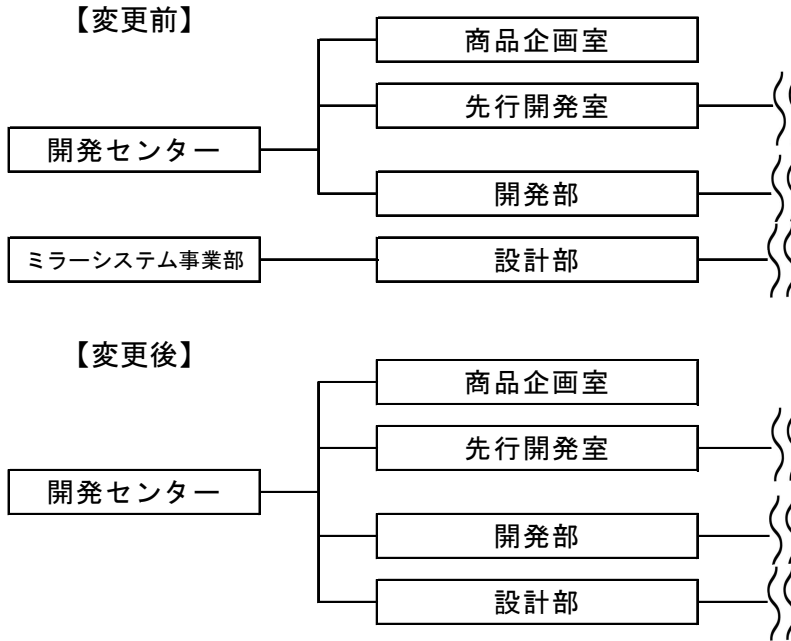 【変更前】
商品企画室
先行開発室
開発センター
開発部
ミラーシステム事業部
設計部
【変更後】
商品企画室
先行開発室
開発センター
開発部
設計部